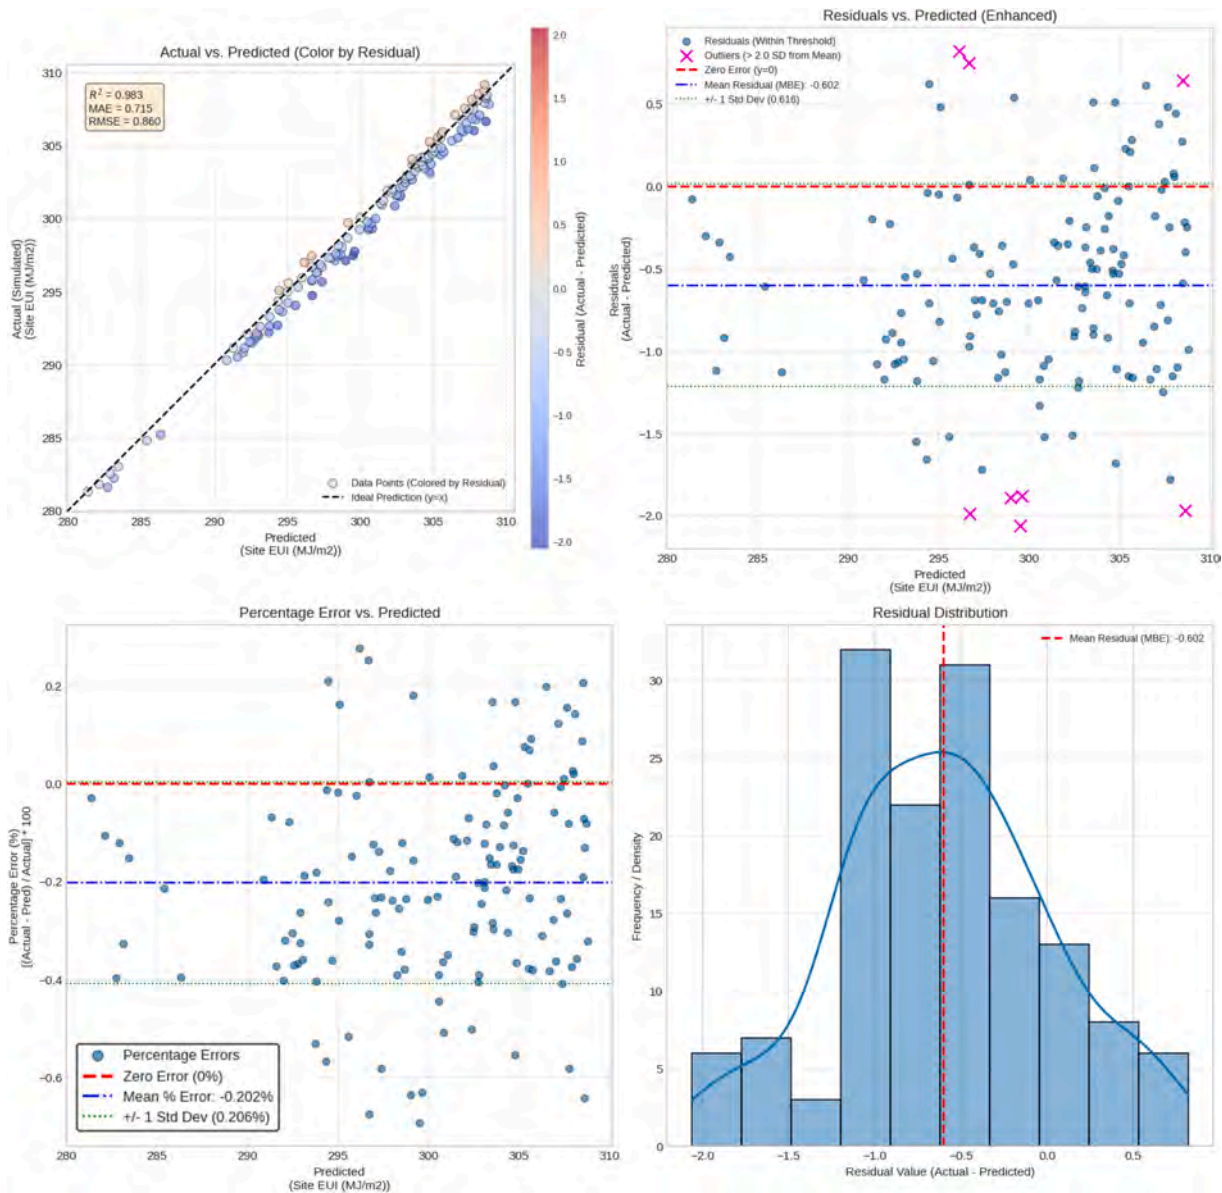 Actual vs. Predicted (Color by Residual)
R² = 0.983
MAE = 0.715
RMSE = 0.860
310
305
300
295
290
285
280
Actual (Simulated)
(Site EUI (MJ/m2))
280
285
290
295
300
305
310
Predicted
(Site EUI (MJ/m2))
Data Points (Colored by Residual)
Ideal Prediction (y=x)
2.0
1.5
1.0
0.5
0.0
−0.5
−1.0
−1.5
−2.0
Residual (Actual - Predicted)
Residuals vs. Predicted (Enhanced)
Residuals (Within Threshold)
Outliers (> 2.0 SD from Mean)
Zero Error (y=0)
Mean Residual (MBE): -0.602
+/- 1 Std Dev (0.616)
0.5
0.0
−0.5
−1.0
−1.5
−2.0
Residuals
(Actual - Predicted)
280
285
290
295
300
305
310
Predicted
(Site EUI (MJ/m2))
Percentage Error vs. Predicted
0.2
0.0
−0.2
−0.4
−0.6
Percentage Error (%)
[(Actual - Pred) / Actual] * 100
Percentage Errors
Zero Error (0%)
Mean % Error: -0.202%
+/- 1 Std Dev (0.206%)
280
285
290
295
300
305
310
Predicted
(Site EUI (MJ/m2))
Residual Distribution
Mean Residual (MBE): -0.602
30
25
20
15
10
5
0
Frequency / Density
−2.0
−1.5
−1.0
−0.5
0.0
0.5
Residual Value (Actual - Predicted)